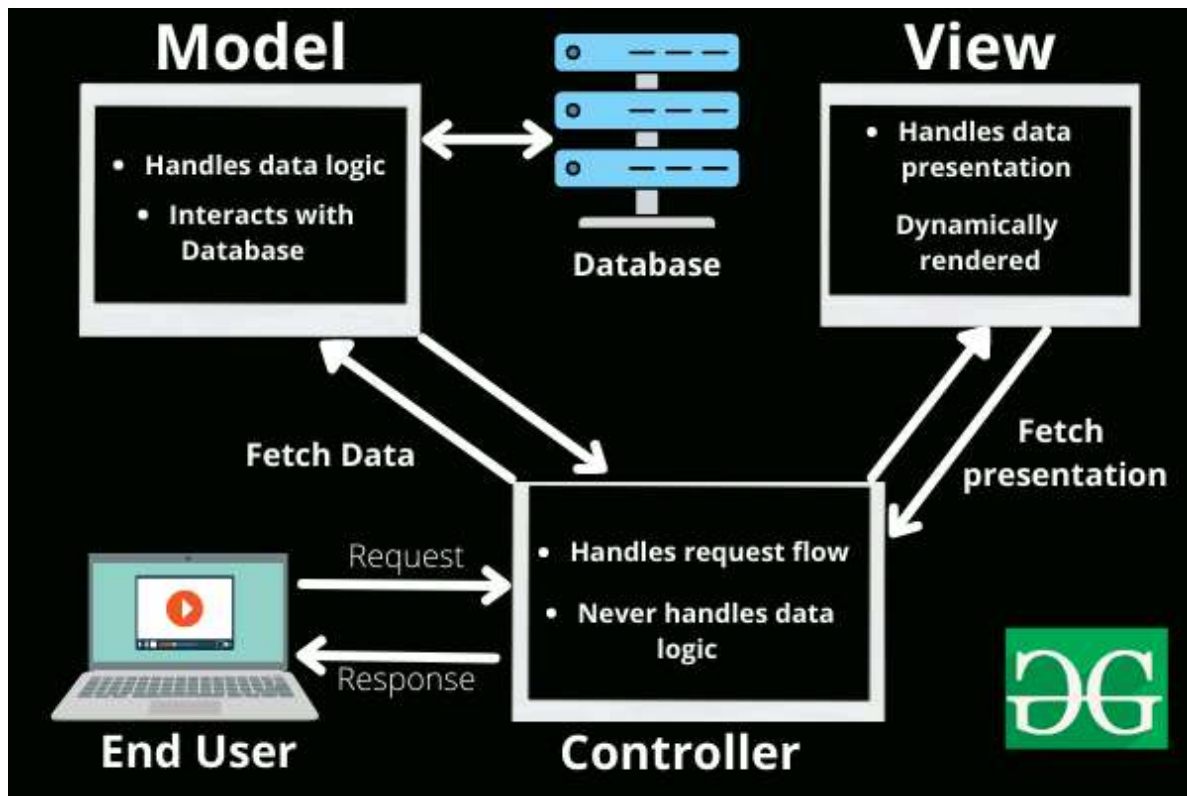 Model
View
• Handles data logic
• Interacts with
Database
Database
• Handles data
presentation
Dynamically
rendered
Fetch Data
Fetch
presentation
Request
Response
• Handles request flow
• Never handles data
logic
End User
Controller